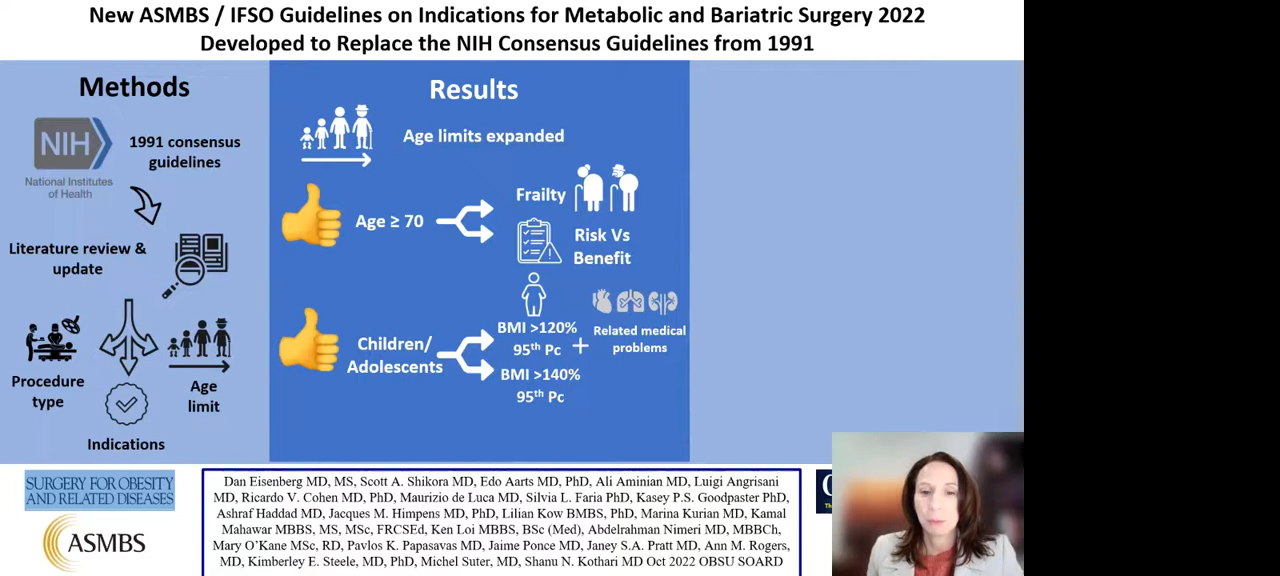 New ASMBS / IFSO Guidelines on Indications for Metabolic and Bariatric Surgery 2022
Developed to Replace the NIH Consensus Guidelines from 1991
Methods
NIH
National Institutes
of Health
1991 consensus
guidelines
Literature review &
update
Procedure
type
Age
limit
Indications
Results
Age limits expanded
Age ≥ 70
Frailty
Risk Vs
Benefit
Children/
Adolescents
BMI >120%
95th Pc
+
Related medical
problems
BMI >140%
95th Pc
SURGERY FOR OBESITY
AND RELATED DISEASES
ASMBS
Dan Eisenberg MD, MS, Scott A. Shikora MD, Edo Aarts MD, PhD, Ali Aminian MD, Luigi Angrisani
MD, Ricardo V. Cohen MD, PhD, Maurizio de Luca MD, Silvia L. Faria PhD, Kasey P.S. Goodpaster PhD,
Ashraf Haddad MD, Jacques M. Himpens MD, PhD, Lilian Kow BMBS, PhD, Marina Kurian MD, Kamal
Mahawar MBBS, MS, MSc, FRCSEd, Ken Loi MBBS, BSc (Med), Abdelrahman Nimeri MD, MBBCh,
Mary O'Kane MSc, RD, Pavlos K. Papasavas MD, Jaime Ponce MD, Janey S.A. Pratt MD, Ann M. Rogers,
MD, Kimberley E. Steele, MD, PhD, Michel Suter, MD, Shanu N. Kothari MD Oct 2022 OBSU SOARD